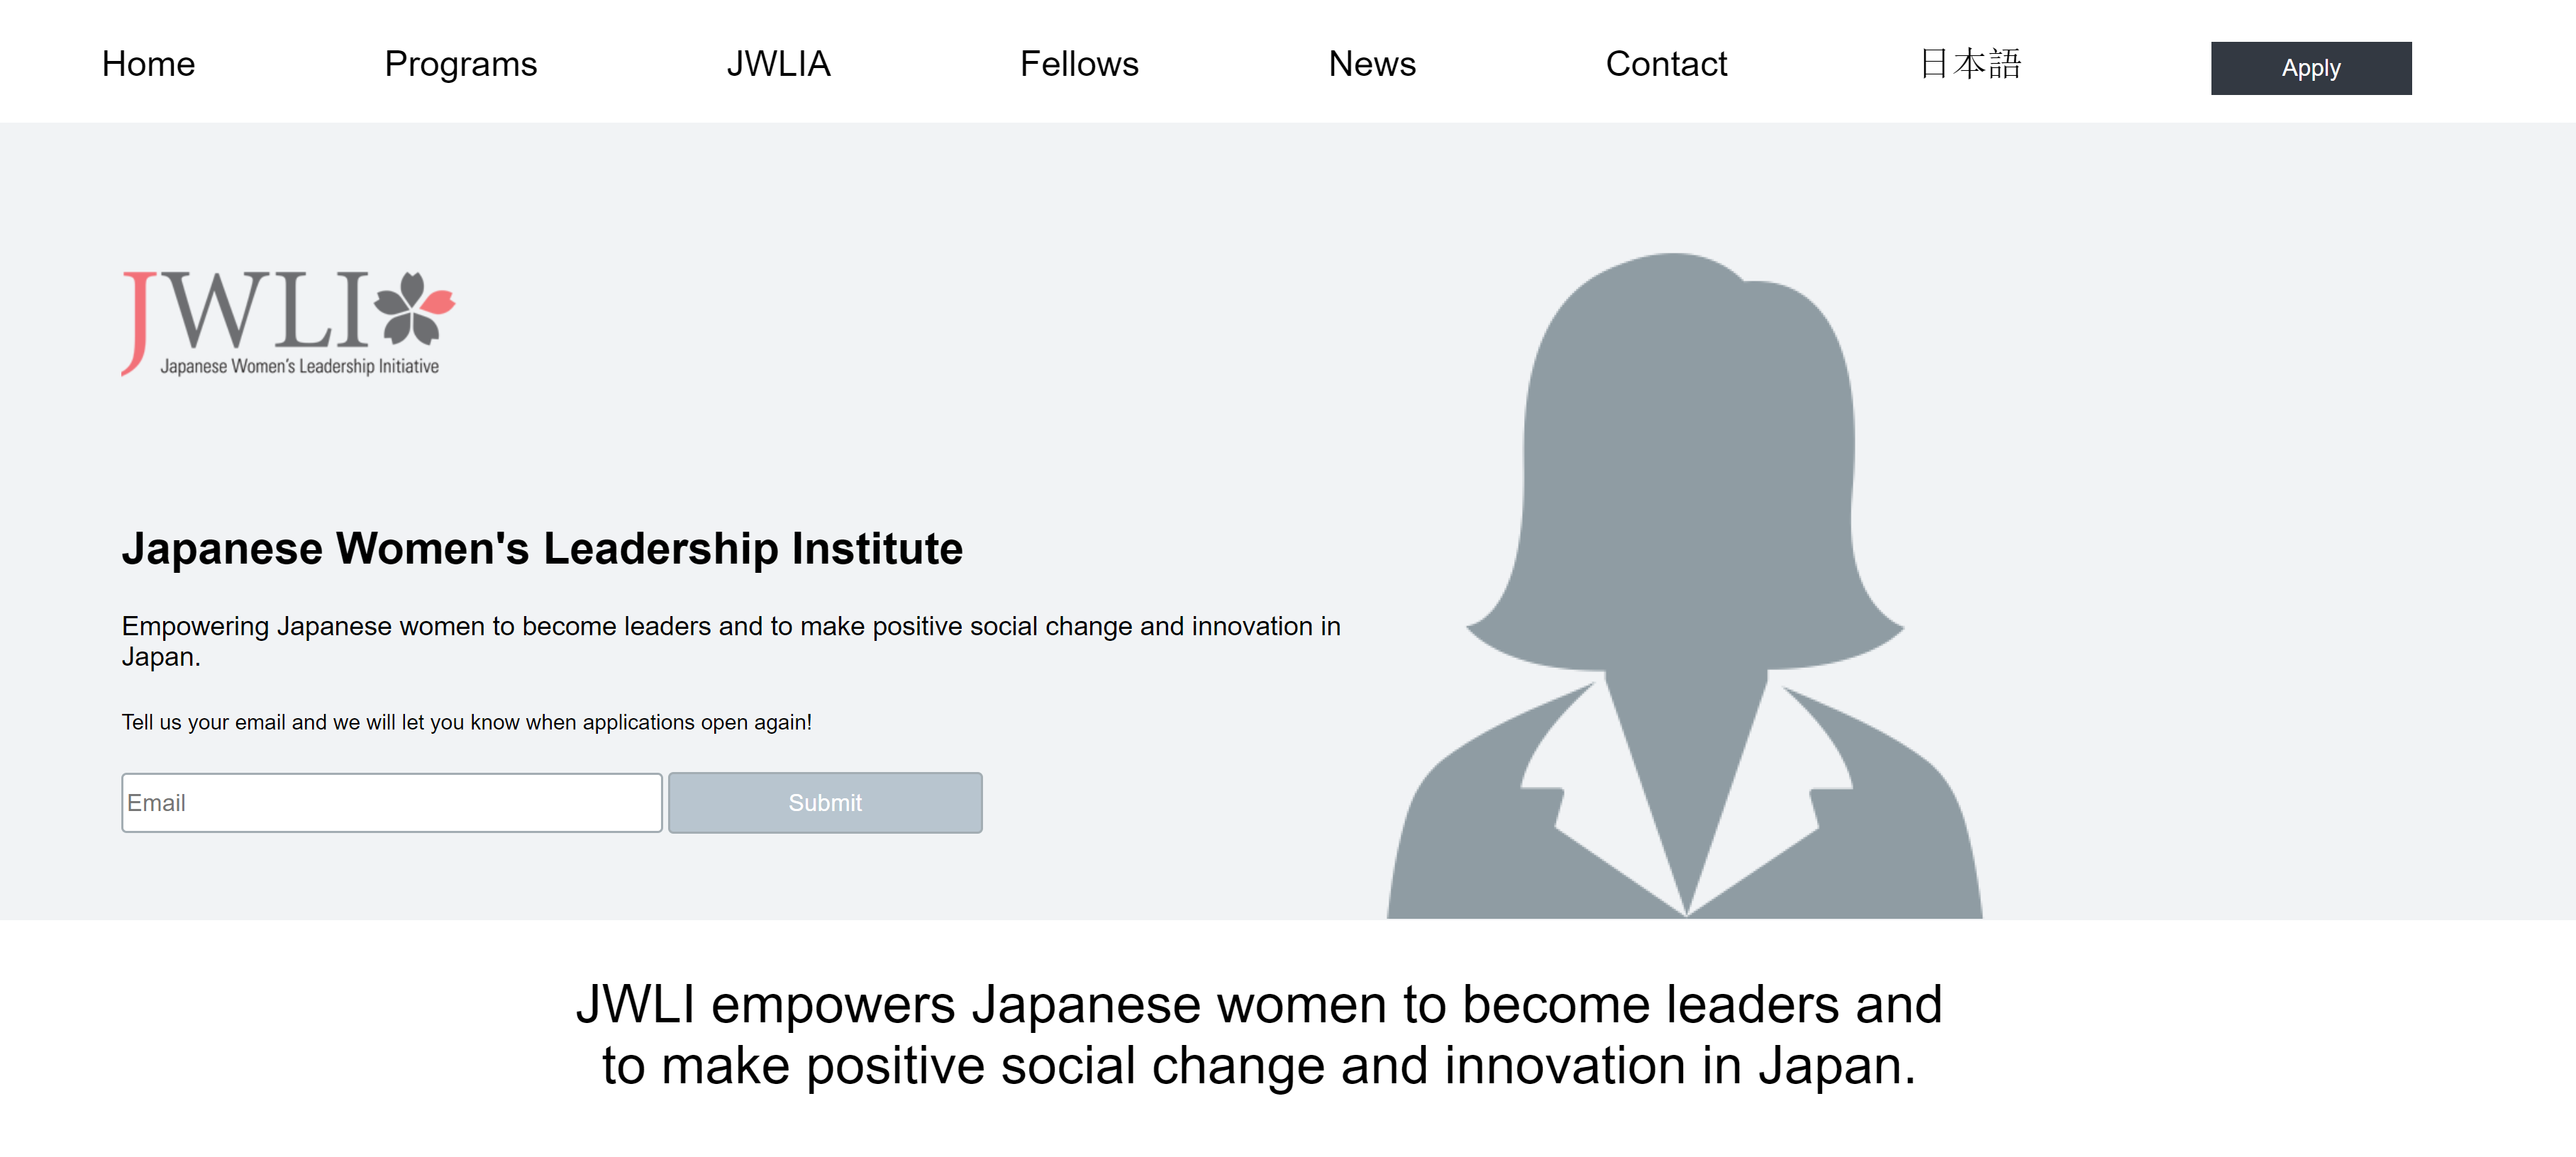 Home Programs JWLIA Fellows News Contact 日本語 Apply
JWLI
Japanese Women's Leadership Initiative
Japanese Women's Leadership Institute
Empowering Japanese women to become leaders and to make positive social change and innovation in
Japan.
Tell us your email and we will let you know when applications open again!
Email Submit
JWLI empowers Japanese women to become leaders and
to make positive social change and innovation in Japan.